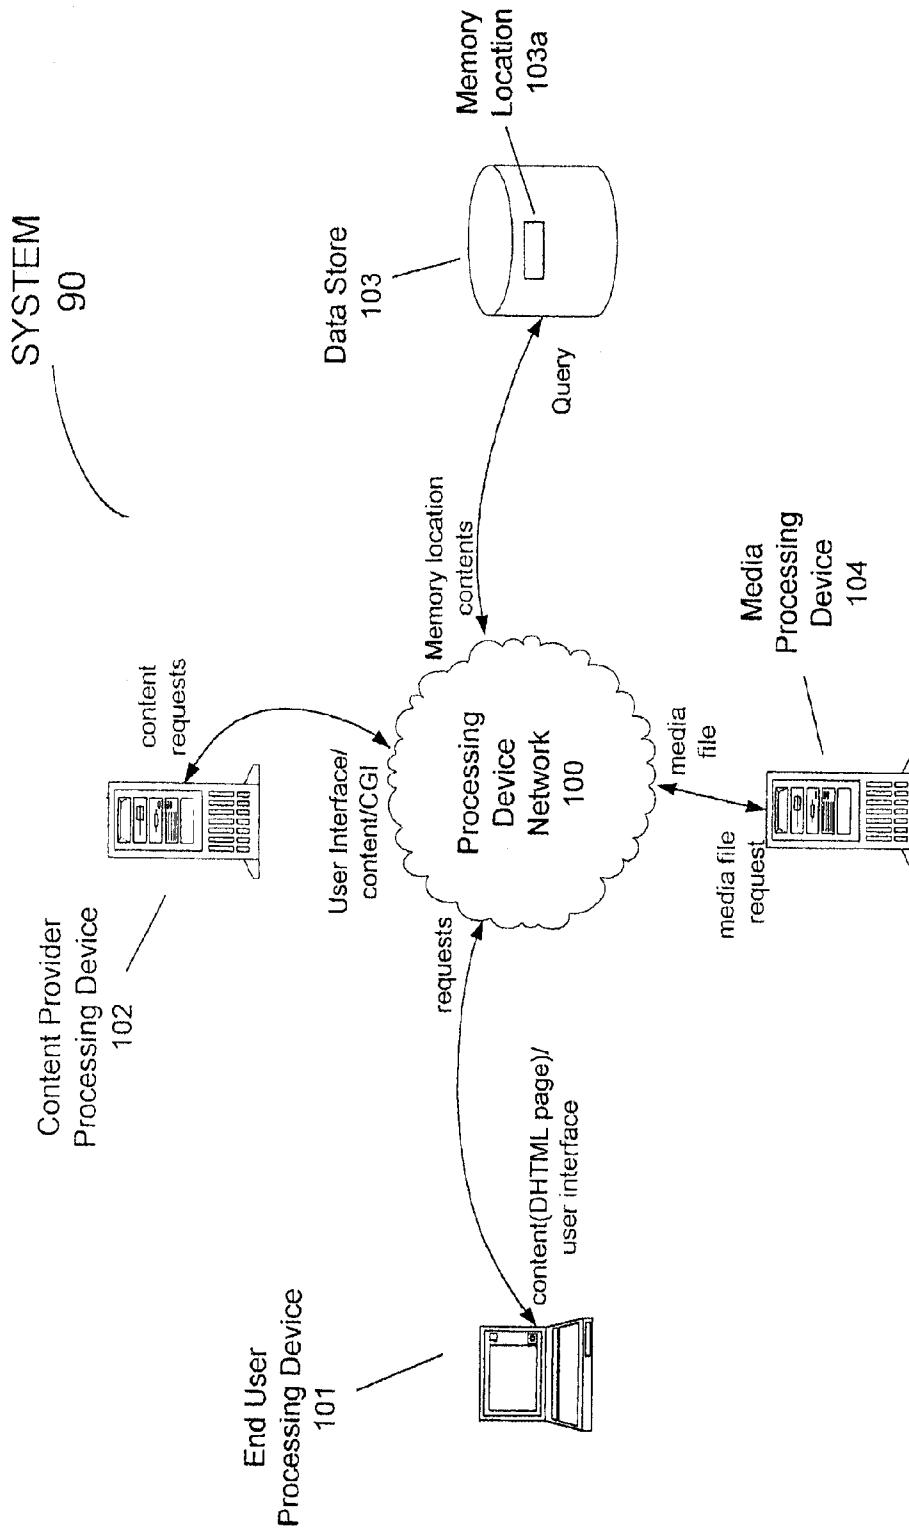 SYSTEM
90
Content Provider
Processing Device
102
content
requests
User Interface/
content/CGI
End User
Processing Device
101
requests
content(DHTML page)/
user interface
Processing
Device
Network
100
Memory location
contents
Query
Data Store
103
Memory
Location
103a
media
file
media file
request
Media
Processing
Device
104